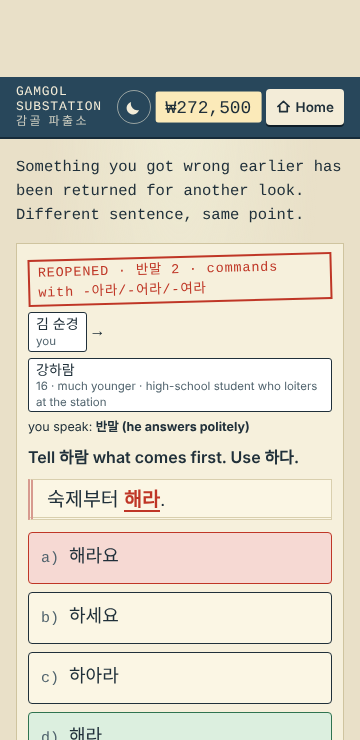 GAMGOL
SUBSTATION
감골 파출소
₩272,500
Home
Something you got wrong earlier has
been returned for another look.
Different sentence, same point.
REOPENED · 반말 2 · commands
with -아라/-어라/-여라
김 순경
you
→
강하람
16 · much younger · high-school student who loiters
at the station
you speak: 반말 (he answers politely)
Tell 하람 what comes first. Use 하다.
숙제부터 해라.
a) 해라요
b) 하세요
c) 하아라
d) 해라